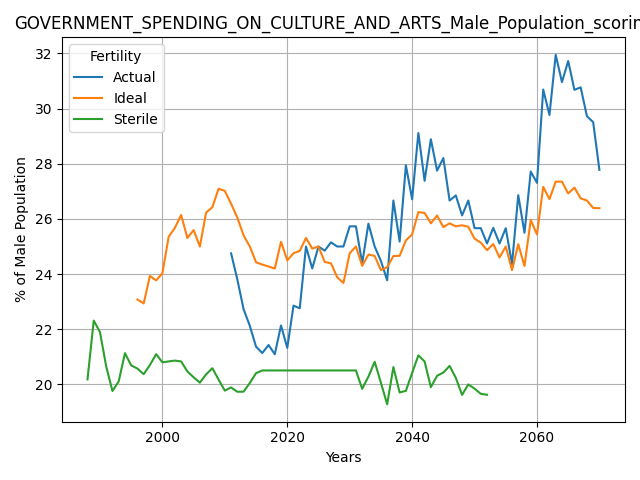 GOVERNMENT_SPENDING_ON_CULTURE_AND_ARTS_Male_Population_scorin
Fertility
Actual
Ideal
Sterile
% of Male Population
32
30
28
26
24
22
20
2000 2020 2040 2060
Years